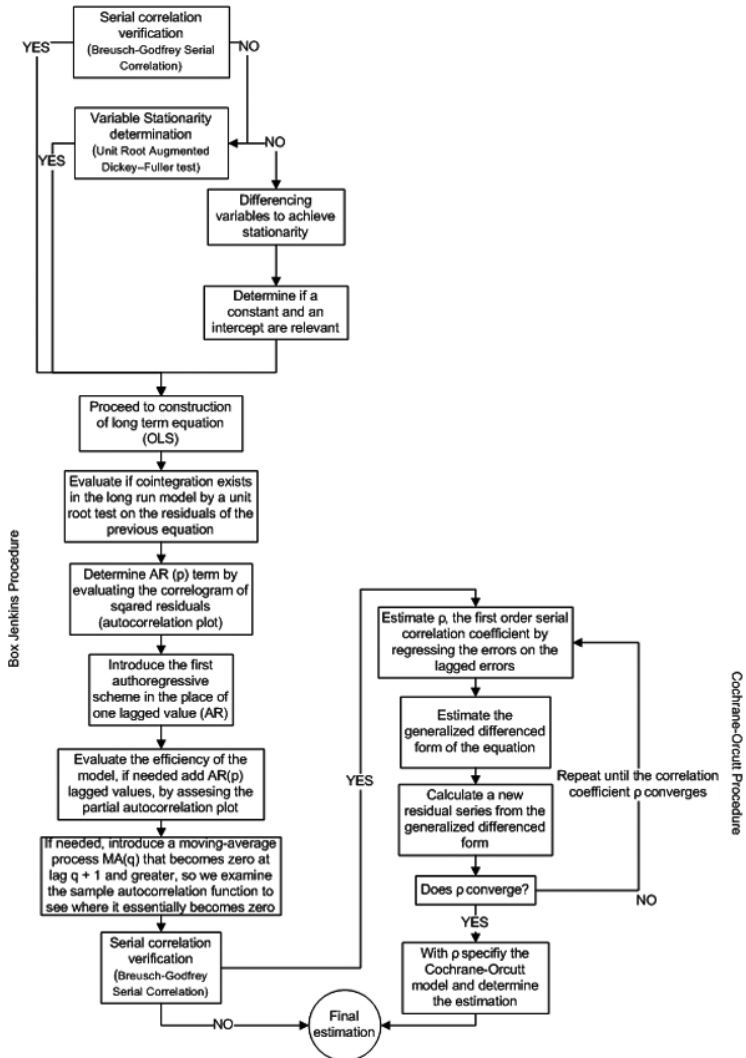 Serial correlation
verification
(Breusch-Godfrey Serial
Correlation)
YES
NO
Variable Stationarity
determination
(Unit Root Augmented
Dickey–Fuller test)
YES
NO
Differencing
variables to achieve
stationarity
Determine if a
constant and an
intercept are relevant
Proceed to construction
of long term equation
(OLS)
Evaluate if cointegration exists
in the long run model by a unit
root test on the residuals of the
previous equation
Determine AR (p) term by
evaluating the correlogram of
sqared residuals
(autocorrelation plot)
Introduce the first
authoregressive
scheme in the place of
one lagged value (AR)
Evaluate the efficiency of the
model, if needed add AR(p)
lagged values, by assesing the
partial autocorrelation plot
If needed, introduce a moving-average
process MA(q) that becomes zero at
lag q + 1 and greater, so we examine
the sample autocorrelation function to
see where it essentially becomes zero
Serial correlation
verification
(Breusch-Godfrey
Serial Correlation)
NO
YES
Box Jenkins Procedure
Estimate ρ, the first order serial
correlation coefficient by
regressing the errors on the
lagged errors
Estimate the
generalized differenced
form of the equation
Calculate a new
residual series from the
generalized differenced
form
Does ρ converge?
NO
YES
Repeat until the correlation
coefficient ρ converges
With ρ specifiy the
Cochrane-Orcutt
model and determine
the estimation
Final
estimation
Cochrane-Orcutt Procedure